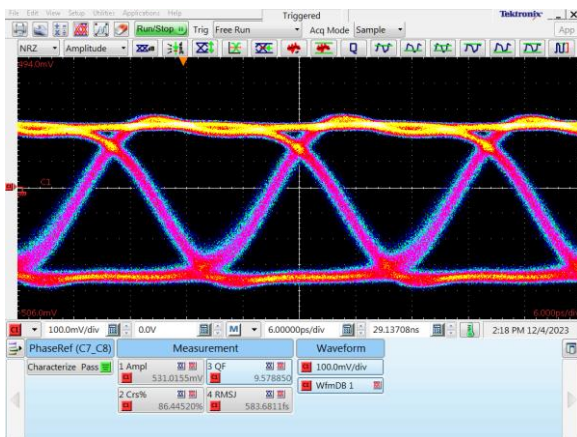 File Edit View Setup Utilities Applications Help
Triggered
Tektronix
Run/Stop Trig Free Run Acq Mode Sample App
NRZ Amplitude
494.0mV
C1
-506.0mV
6.000ps/div
100.0mV/div 0.0V M 6.00000ps/div 29.13708ns 2:18 PM 12/4/2023
PhaseRef (C7_C8) Measurement Waveform
Characterize Pass 1 Ampl 3 QF 100.0mV/div
531.0155mV 9.578850 WfmDB 1
2 Crs% 4 RMSJ
86.44520% 583.6811fs